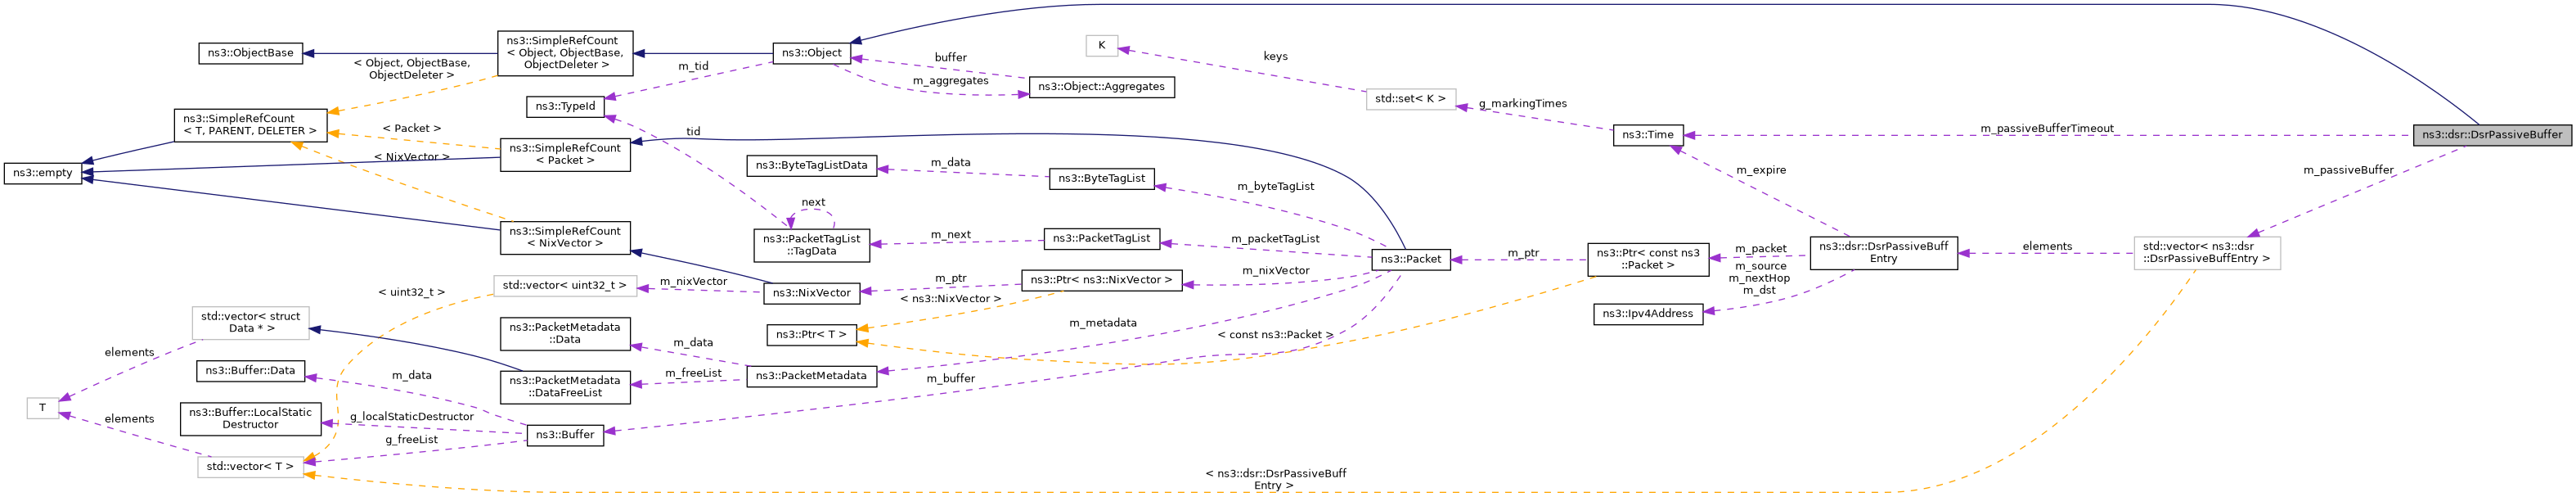 ns3::ObjectBase
ns3::SimpleRefCount
< Object, ObjectBase,
ObjectDeleter >
ns3::Object
K
keys
buffer
m_aggregates
ns3::Object::Aggregates
< Object, ObjectBase,
ObjectDeleter >
m_tid
ns3::TypeId
std::set< K >
g_markingTimes
ns3::SimpleRefCount
< T, PARENT, DELETER >
< Packet >
tid
ns3::Time
m_passiveBufferTimeout
ns3::dsr::DsrPassiveBuffer
ns3::SimpleRefCount
< Packet >
< NixVector >
ns3::empty
ns3::ByteTagListData
m_data
ns3::ByteTagList
m_byteTagList
m_expire
m_passiveBuffer
next
ns3::SimpleRefCount
< NixVector >
ns3::PacketTagList
::TagData
m_next
ns3::PacketTagList
m_packetTagList
ns3::Packet
m_ptr
ns3::Ptr< const ns3
::Packet >
m_packet
m_source
m_nextHop
m_dst
ns3::dsr::DsrPassiveBuff
Entry
elements
std::vector< ns3::dsr
::DsrPassiveBuffEntry >
m_nixVector
ns3::Ptr< ns3::NixVector >
m_ptr
ns3::NixVector
m_nixVector
std::vector< uint32_t >
< uint32_t >
< ns3::NixVector >
ns3::Ipv4Address
std::vector< struct
Data * >
ns3::PacketMetadata
::Data
ns3::Ptr< T >
m_metadata
< const ns3::Packet >
elements
m_data
ns3::Buffer::Data
m_data
ns3::PacketMetadata
::DataFreeList
m_freeList
ns3::PacketMetadata
m_buffer
T
elements
ns3::Buffer::LocalStatic
Destructor
g_localStaticDestructor
g_freeList
ns3::Buffer
std::vector< T >
< ns3::dsr::DsrPassiveBuff
Entry >